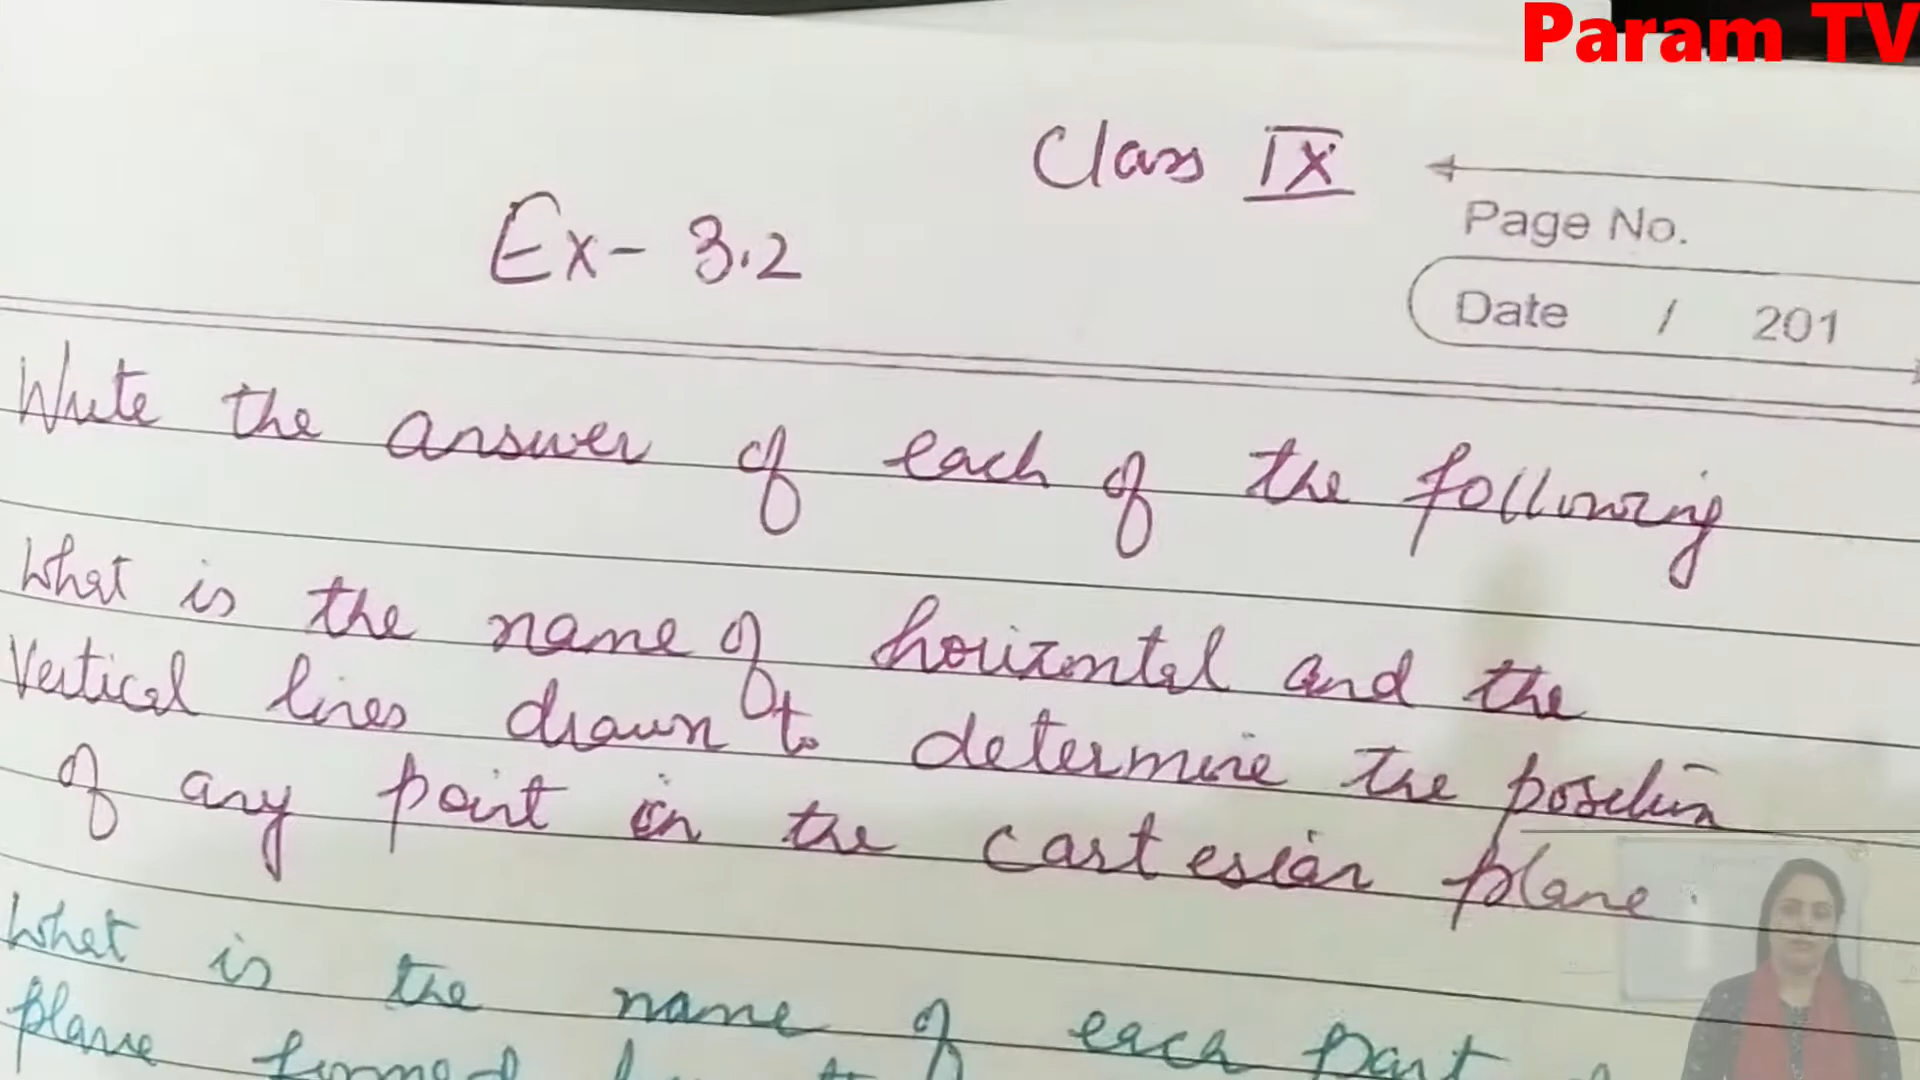 Param TV
Class IX
Page No.
Ex- 3.2
Date / 201
Write the answer of each of the following
What is the name of horizontal and the
Vertical lines drawn to determine the position
of any point in the cartesian plane.
What is the name of each part
plane formed